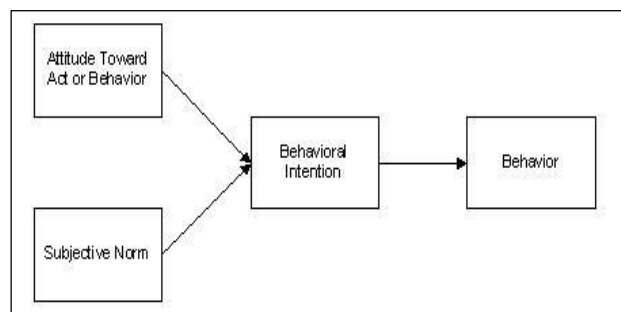 Attitude Toward
Act or Behavior
Behavioral
Intention
Behavior
Subjective Norm